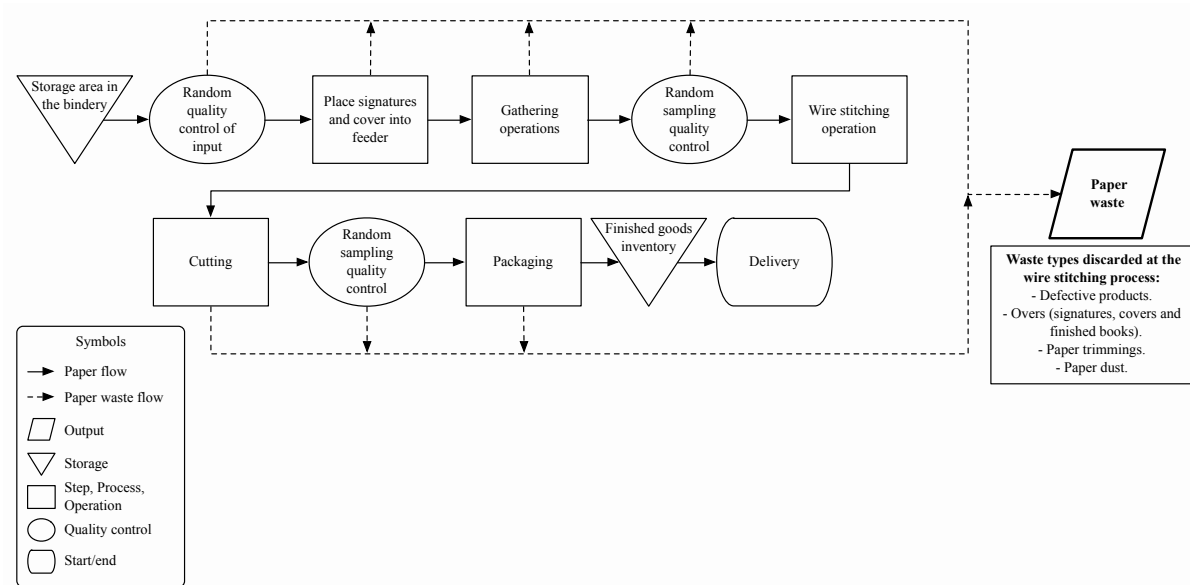 Storage area in
the bindery
Random
quality
control of
input
Place signatures
and cover into
feeder
Gathering
operations
Random
sampling
quality
control
Wire stitching
operation
Paper
waste
Cutting
Random
sampling
quality
control
Packaging
Finished goods
inventory
Delivery
Waste types discarded at the
wire stitching process:
- Defective products.
- Overs (signatures, covers and
finished books).
- Paper trimmings.
- Paper dust.
Symbols
Paper flow
Paper waste flow
Output
Storage
Step, Process,
Operation
Quality control
Start/end